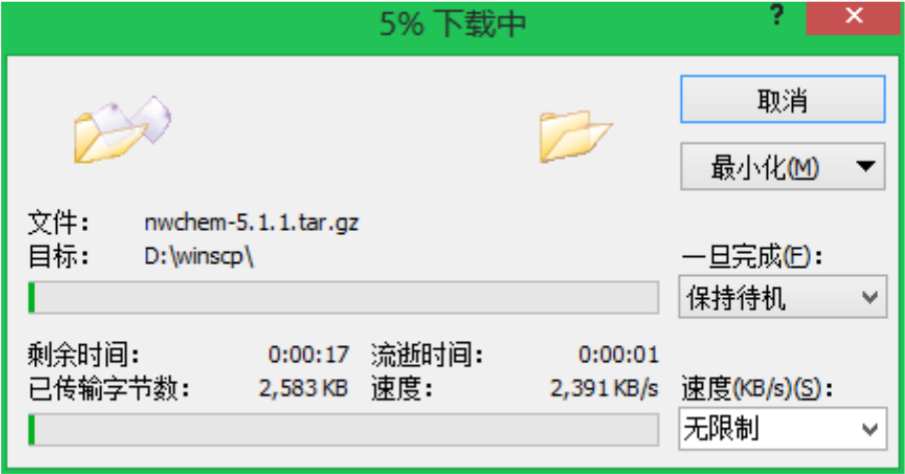 5% 下载中
?
取消
最小化(M)
文件: nwchem-5.1.1.tar.gz
目标: D:\winscp\
一旦完成(F):
保持待机
剩余时间: 0:00:17 流逝时间: 0:00:01
已传输字节数: 2,583 KB 速度: 2,391 KB/s
速度(KB/s)(S):
无限制